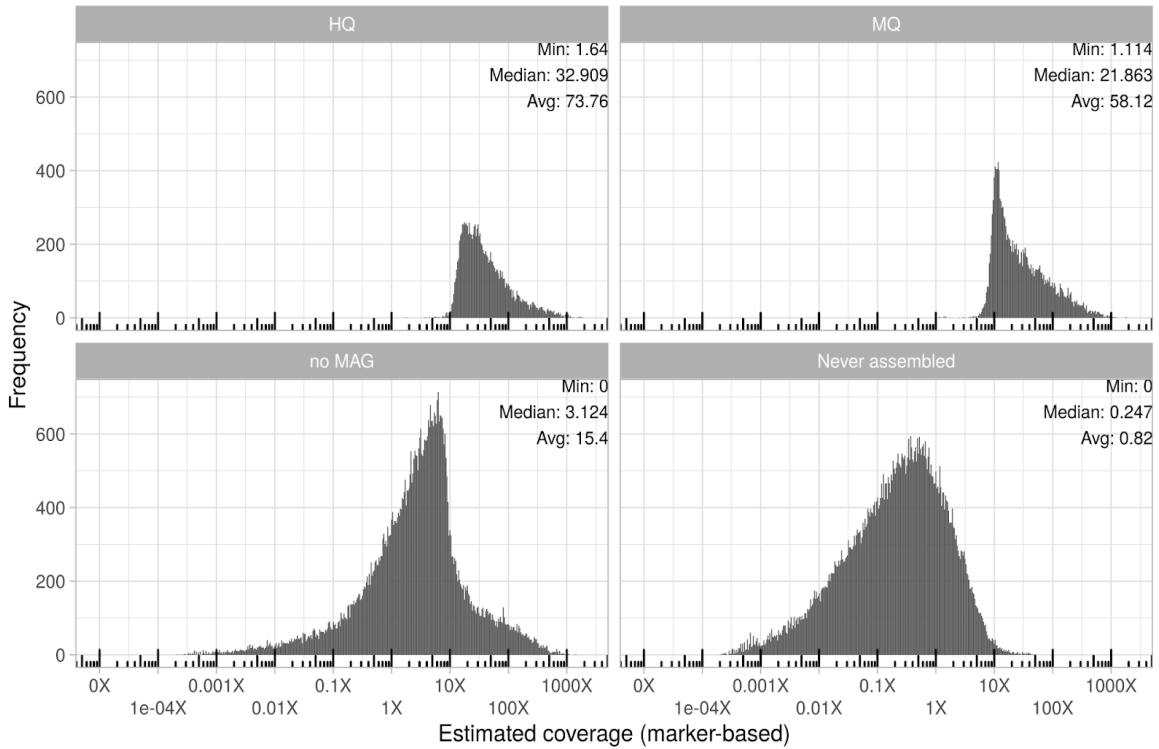 HQ
MQ
Min: 1.64
Median: 32.909
Avg: 73.76
Min: 1.114
Median: 21.863
Avg: 58.12
600
400
200
0
no MAG
Never assembled
Min: 0
Median: 3.124
Avg: 15.4
Min: 0
Median: 0.247
Avg: 0.82
600
400
200
0
Frequency
0X 0.001X 0.1X 10X 1000X
1e-04X 0.01X 1X 100X
0X 0.001X 0.1X 10X 1000X
1e-04X 0.01X 1X 100X
Estimated coverage (marker-based)